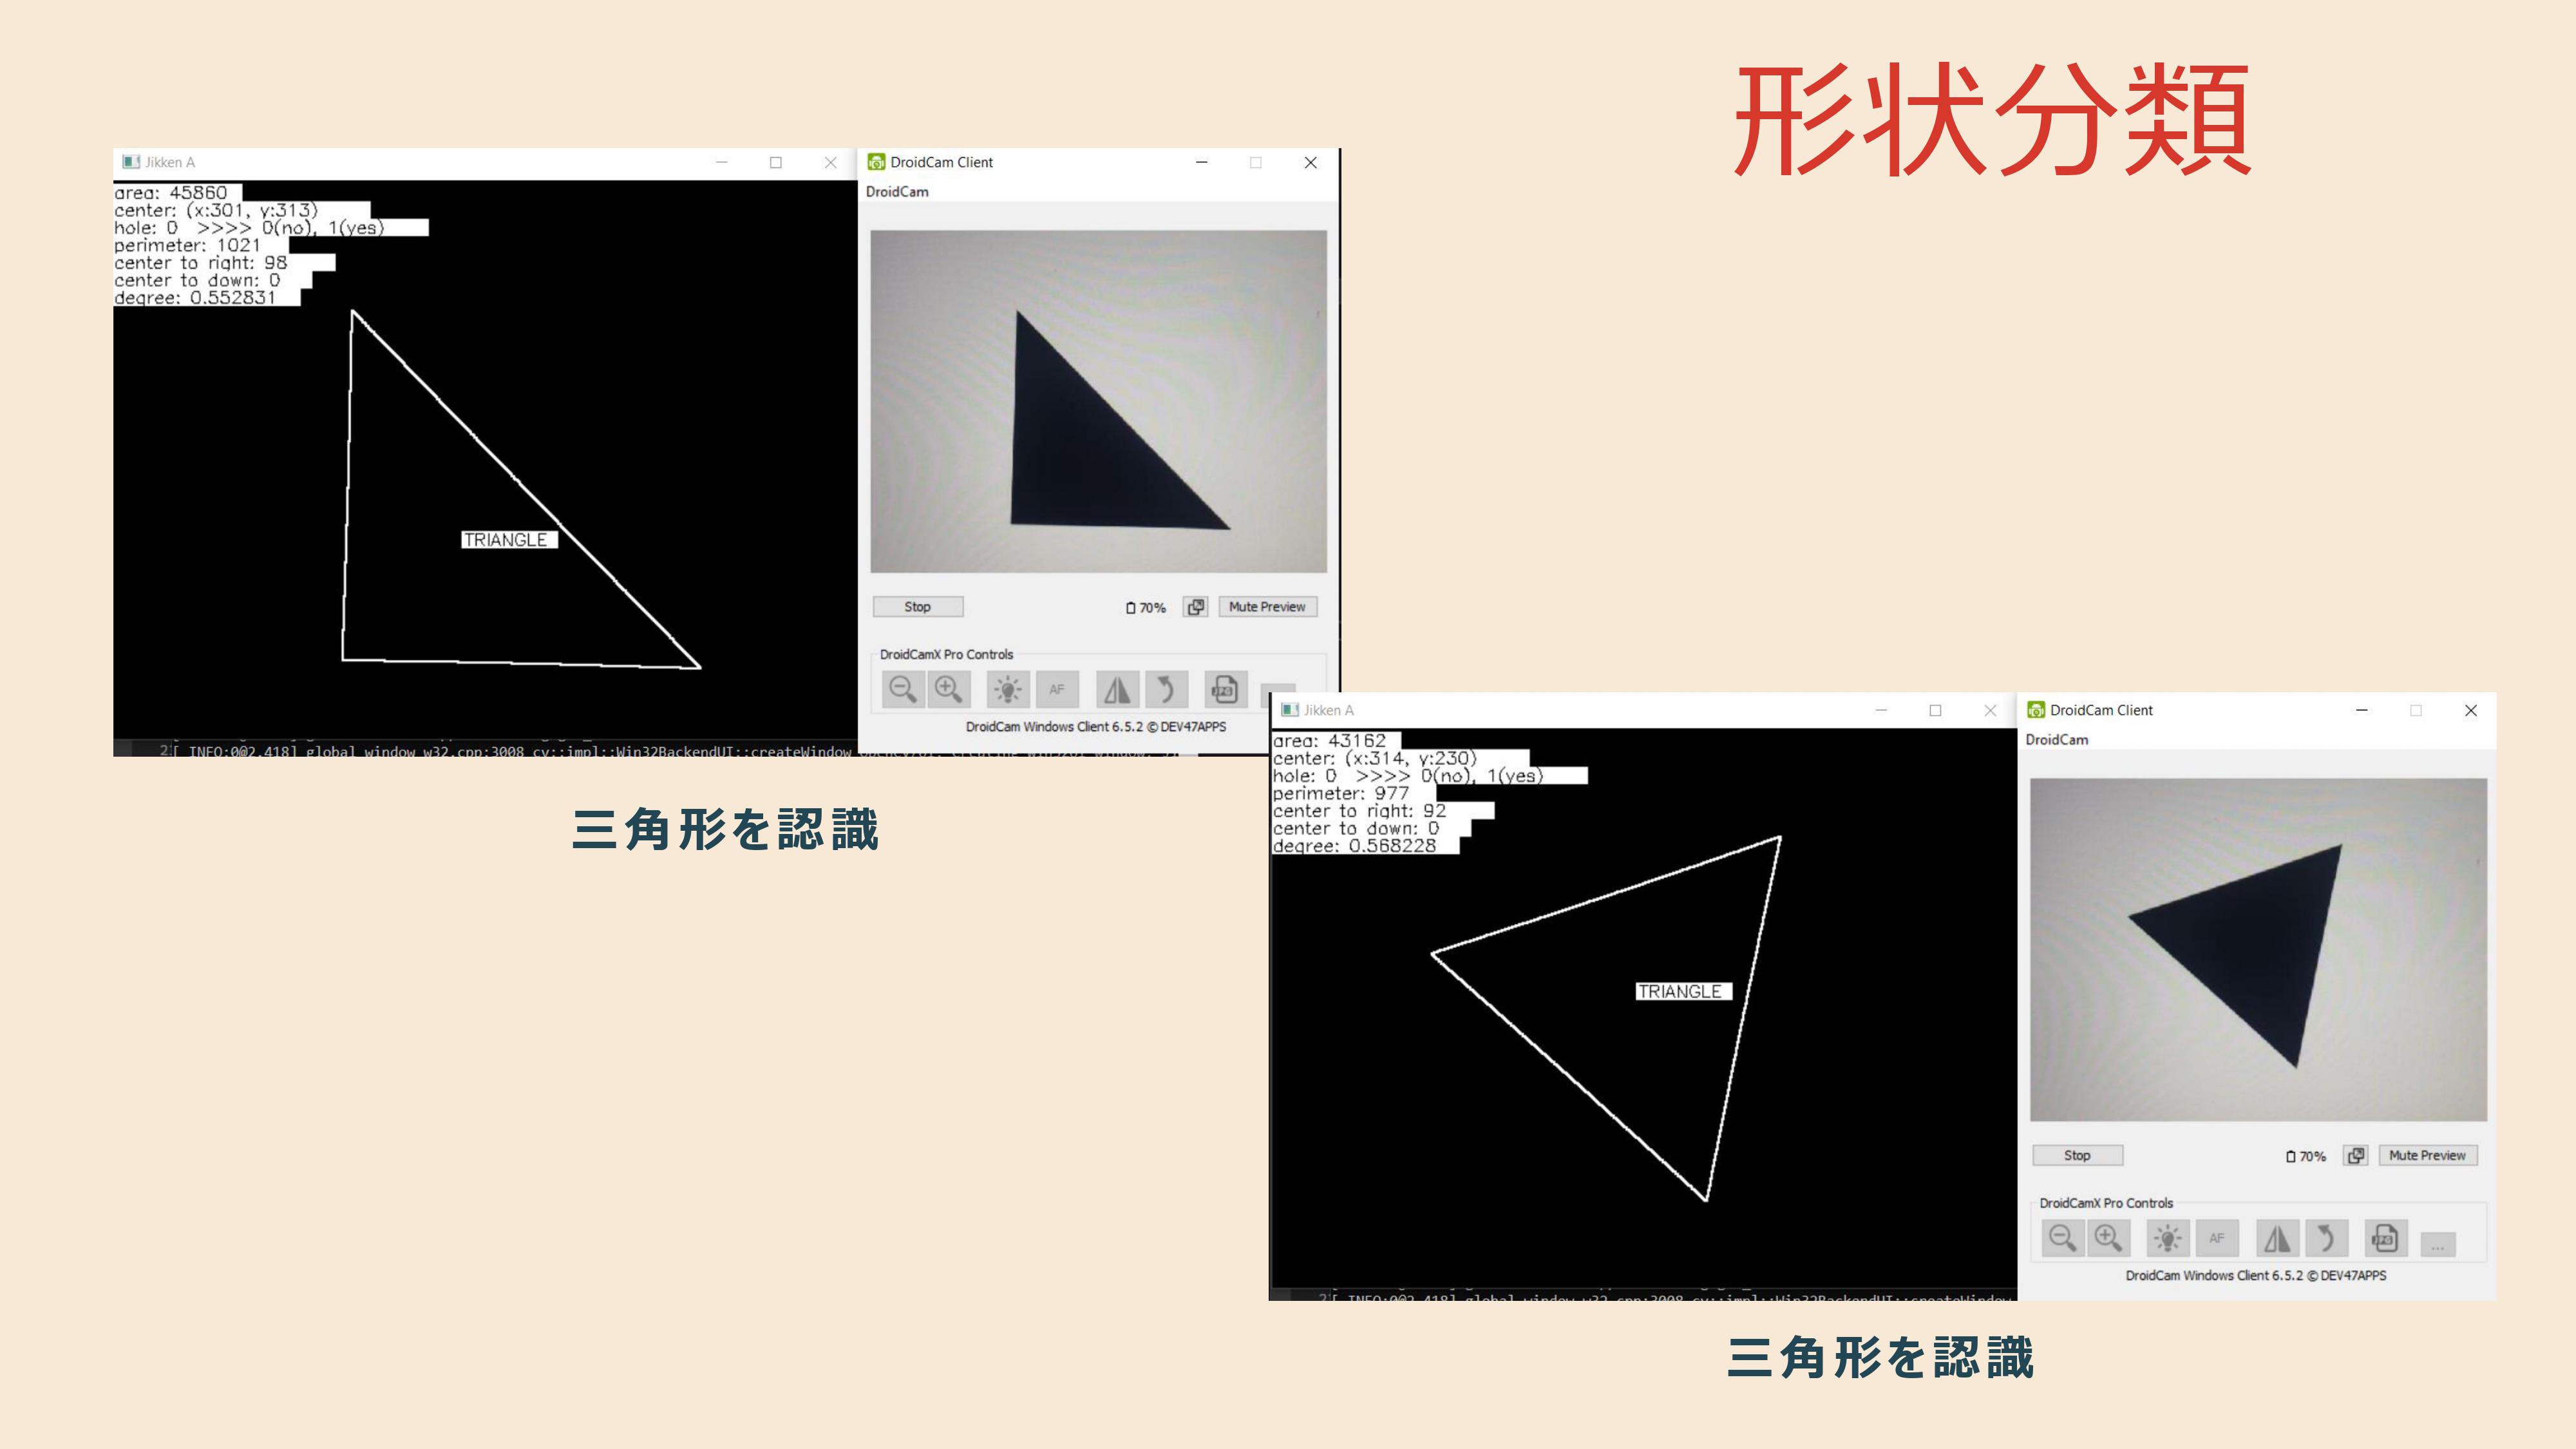 形状分類
Jikken A
area: 45860
center: (x:301, y:313)
hole: 0 >>>> 0(no), 1(yes)
perimeter: 1021
center to right: 98
center to down: 0
degree: 0.552831
TRIANGLE
DroidCam Client
DroidCam
Stop
70%
Mute Preview
DroidCamX Pro Controls
AF
JPG
DroidCam Windows Client 6.5.2 © DEV47APPS
2[ INFO:0@2.418] global window_w32.cpp:3008 cv::impl::Win32BackendUI::createWindow
三角形を認識
Jikken A
area: 43162
center: (x:314, y:230)
hole: 0 >>>> 0(no), 1(yes)
perimeter: 977
center to right: 92
center to down: 0
degree: 0.568228
TRIANGLE
DroidCam Client
DroidCam
Stop
70%
Mute Preview
DroidCamX Pro Controls
AF
JPG
...
DroidCam Windows Client 6.5.2 © DEV47APPS
2[ INFO:0@2.418] global window_w32.cpp:3008 cv::impl::Win32BackendUI::createWindow
三角形を認識